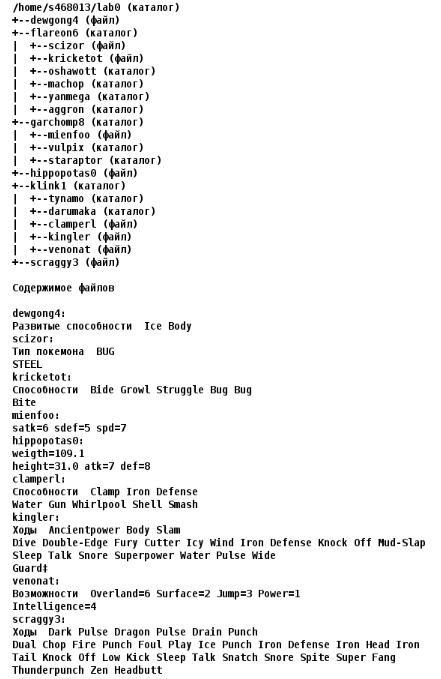 /home/s468013/lab0 (каталог)
+--dewgong4 (файл)
+--flareon6 (каталог)
|  +--scizor (файл)
|  +--kricketot (файл)
|  +--oshawott (каталог)
|  +--machop (каталог)
|  +--yanmega (каталог)
|  +--aggron (каталог)
+--garchomp8 (каталог)
|  +--mienfoo (файл)
|  +--vulpix (каталог)
|  +--staraptor (каталог)
+--hippopotas0 (файл)
+--klink1 (каталог)
|  +--tynamo (каталог)
|  +--darumaka (каталог)
|  +--clamperl (файл)
|  +--kingler (файл)
|  +--venonat (файл)
+--scraggy3 (файл)
Содержимое файлов
dewgong4:
Развитые способности  Ice Body
scizor:
Тип покемона  BUG
STEEL
kricketot:
Способности  Bide Growl Struggle Bug Bug
Bite
mienfoo:
satk=6 sdef=5 spd=7
hippopotas0:
weigth=109.1
height=31.0 atk=7 def=8
clamperl:
Способности  Clamp Iron Defense
Water Gun Whirlpool Shell Smash
kingler:
Ходы  Ancientpower Body Slam
Dive Double-Edge Fury Cutter Icy Wind Iron Defense Knock Off Mud-Slap
Sleep Talk Snore Superpower Water Pulse Wide
Guard‡
venonat:
Возможности  Overland=6 Surface=2 Jump=3 Power=1
Intelligence=4
scraggy3:
Ходы  Dark Pulse Dragon Pulse Drain Punch
Dual Chop Fire Punch Foul Play Ice Punch Iron Defense Iron Head Iron
Tail Knock Off Low Kick Sleep Talk Snatch Snore Spite Super Fang
Thunderpunch Zen Headbutt